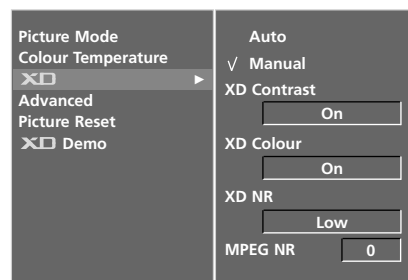 Picture Mode
Colour Temperature
XD
Advanced
Picture Reset
XD Demo
Auto
√ Manual
XD Contrast
On
XD Colour
On
XD NR
Low
MPEG NR 0